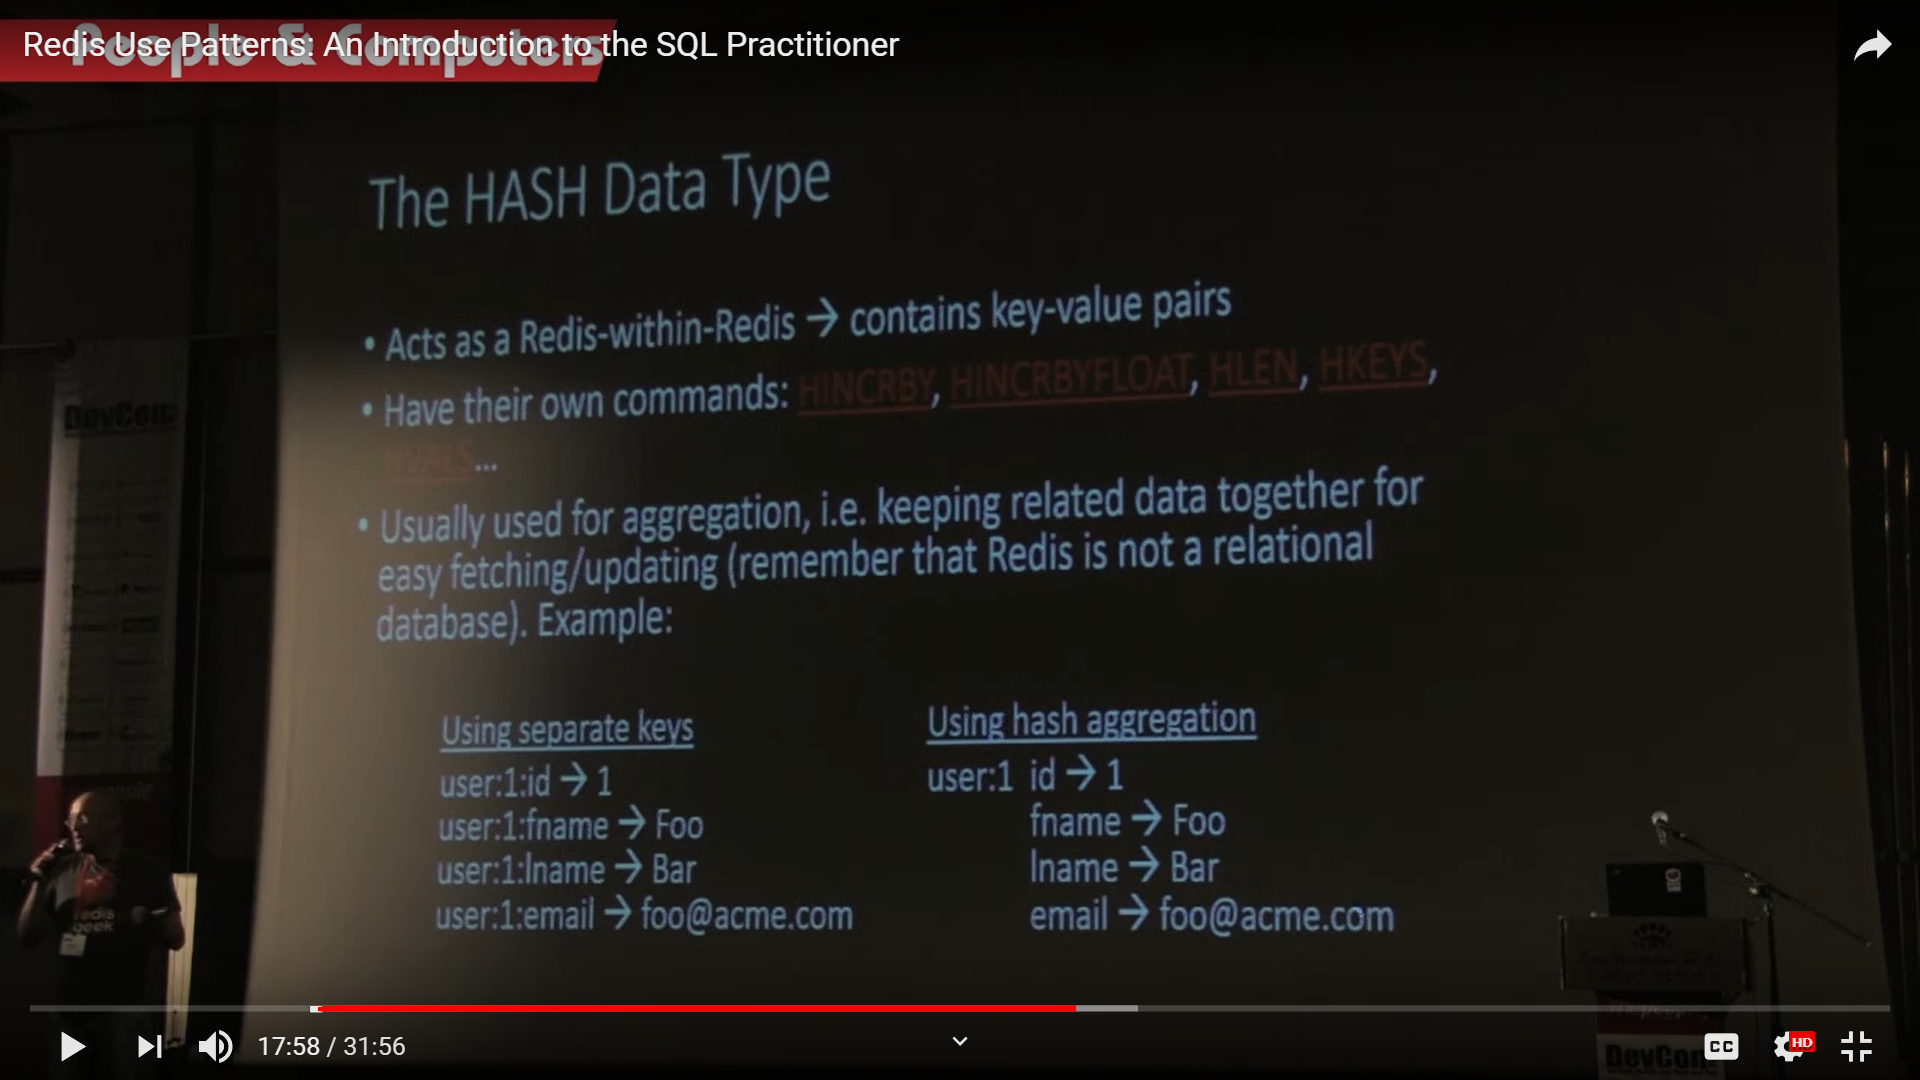 Redis Use Patterns: An Introduction to the SQL Practitioner
People & Computers
The HASH Data Type
• Acts as a Redis-within-Redis → contains key-value pairs
• Have their own commands: HINCRBY, HINCRBYFLOAT, HLEN, HKEYS,
HVALS...
• Usually used for aggregation, i.e. keeping related data together for
easy fetching/updating (remember that Redis is not a relational
database). Example:
Using separate keys
user:1:id → 1
user:1:fname → Foo
user:1:lname → Bar
user:1:email → foo@acme.com
Using hash aggregation
user:1 id → 1
fname → Foo
lname → Bar
email → foo@acme.com
DevCon
redis
geek
DevCon
17:58 / 31:56
CC
HD